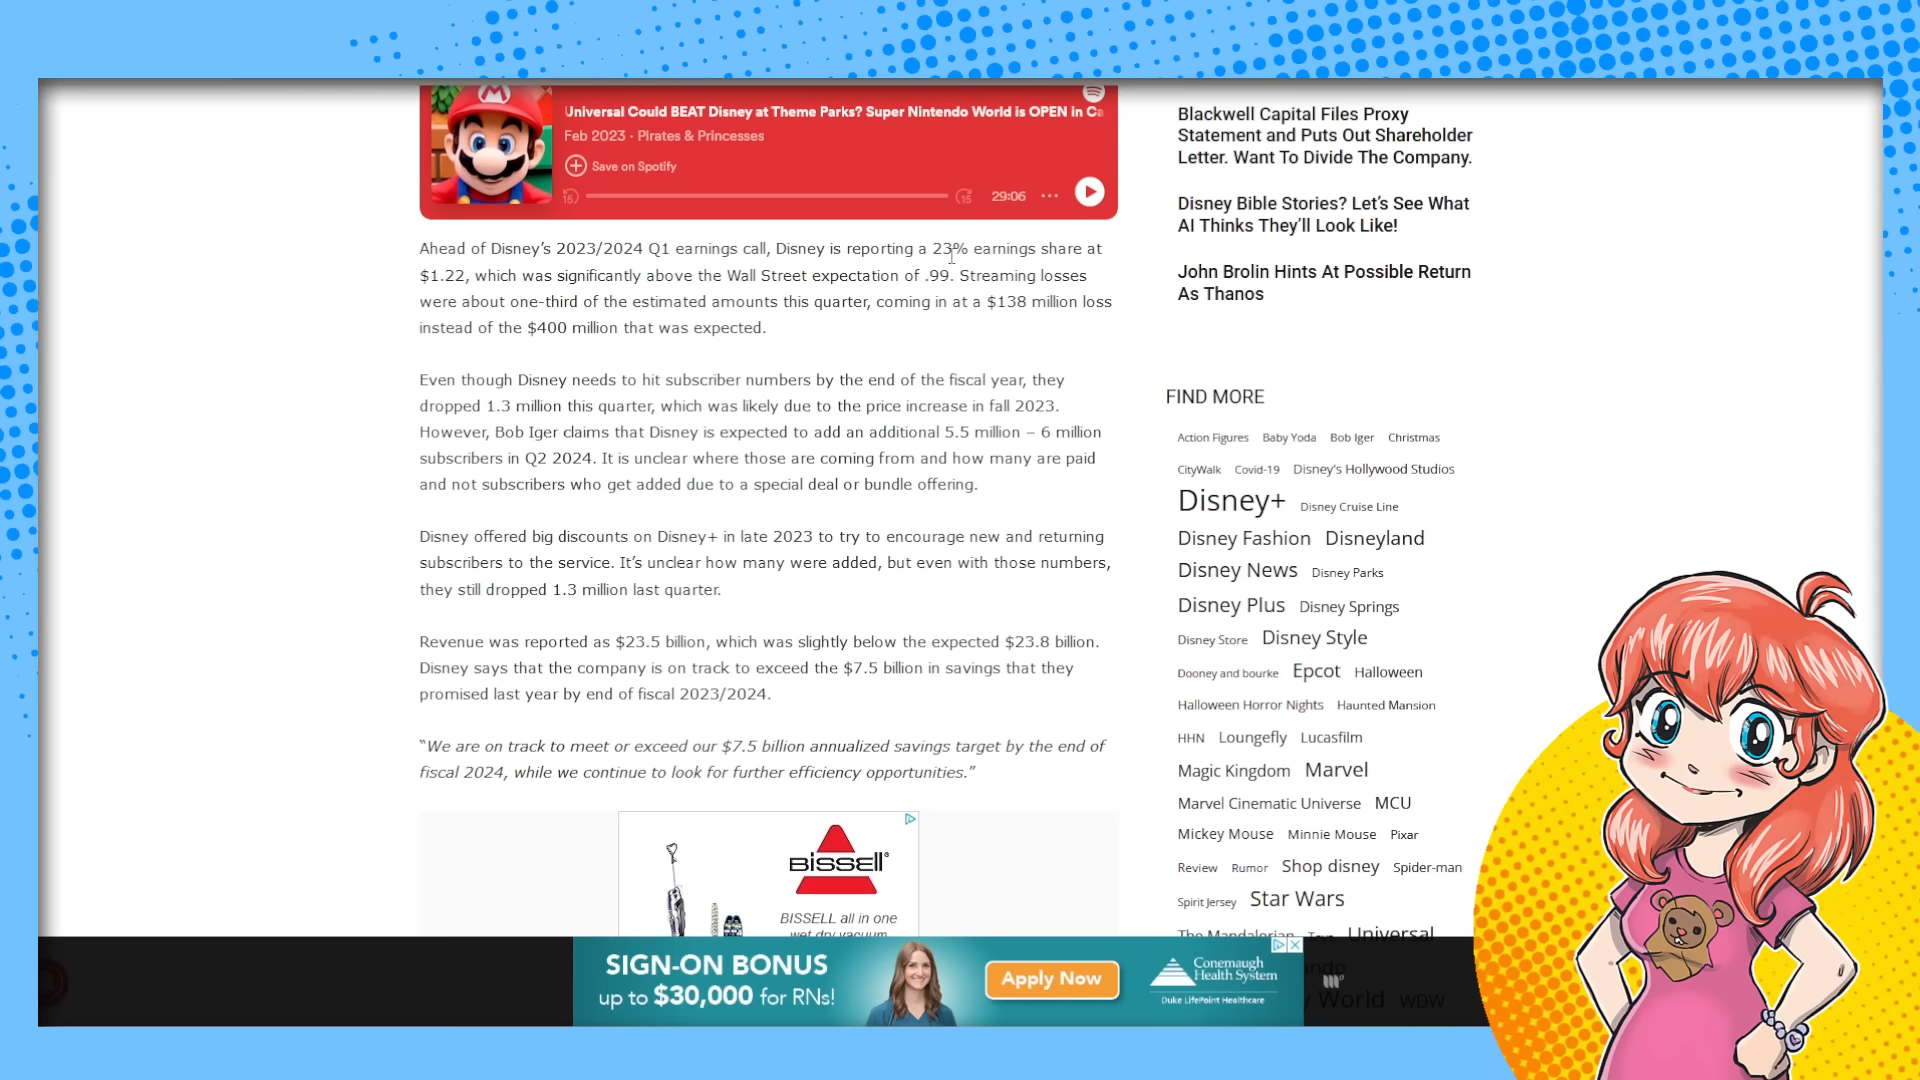 Universal Could BEAT Disney at Theme Parks? Super Nintendo World is OPEN in Ca
Feb 2023 · Pirates & Princesses
Save on Spotify
15 15 29:06
Ahead of Disney’s 2023/2024 Q1 earnings call, Disney is reporting a 23% earnings share at
$1.22, which was significantly above the Wall Street expectation of .99. Streaming losses
were about one-third of the estimated amounts this quarter, coming in at a $138 million loss
instead of the $400 million that was expected.
Even though Disney needs to hit subscriber numbers by the end of the fiscal year, they
dropped 1.3 million this quarter, which was likely due to the price increase in fall 2023.
However, Bob Iger claims that Disney is expected to add an additional 5.5 million – 6 million
subscribers in Q2 2024. It is unclear where those are coming from and how many are paid
and not subscribers who get added due to a special deal or bundle offering.
Disney offered big discounts on Disney+ in late 2023 to try to encourage new and returning
subscribers to the service. It’s unclear how many were added, but even with those numbers,
they still dropped 1.3 million last quarter.
Revenue was reported as $23.5 billion, which was slightly below the expected $23.8 billion.
Disney says that the company is on track to exceed the $7.5 billion in savings that they
promised last year by end of fiscal 2023/2024.
“We are on track to meet or exceed our $7.5 billion annualized savings target by the end of
fiscal 2024, while we continue to look for further efficiency opportunities.”
BISSELL
BISSELL all in one
wet dry vacuum
Blackwell Capital Files Proxy
Statement and Puts Out Shareholder
Letter. Want To Divide The Company.
Disney Bible Stories? Let’s See What
AI Thinks They’ll Look Like!
John Brolin Hints At Possible Return
As Thanos
FIND MORE
Action Figures Baby Yoda Bob Iger Christmas
CityWalk Covid-19 Disney's Hollywood Studios
Disney+ Disney Cruise Line
Disney Fashion Disneyland
Disney News Disney Parks
Disney Plus Disney Springs
Disney Store Disney Style
Dooney and bourke Epcot Halloween
Halloween Horror Nights Haunted Mansion
HHN Loungefly Lucasfilm
Magic Kingdom Marvel
Marvel Cinematic Universe MCU
Mickey Mouse Minnie Mouse Pixar
Review Rumor Shop disney Spider-man
Spirit Jersey Star Wars
The Mandalorian Toys Universal
World WDW
SIGN-ON BONUS
up to $30,000 for RNs!
Apply Now
Conemaugh
Health System
Duke LifePoint Healthcare